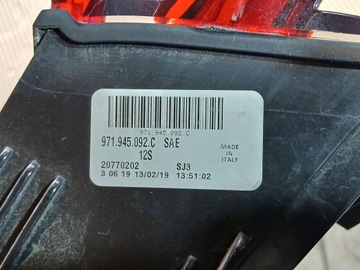 971.945.092.C
971.945.092.C SAE
12S
MADE IN ITALY
20770202 SJ3
3 06 19 13/02/19 13:51:02